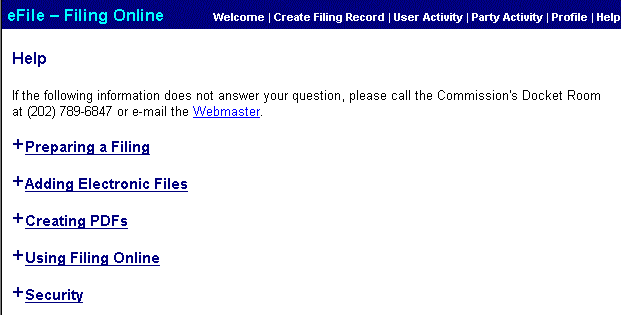 eFile – Filing Online
Welcome | Create Filing Record | User Activity | Party Activity | Profile | Help
Help
If the following information does not answer your question, please call the Commission's Docket Room
at (202) 789-6847 or e-mail the Webmaster.
+Preparing a Filing
+Adding Electronic Files
+Creating PDFs
+Using Filing Online
+Security